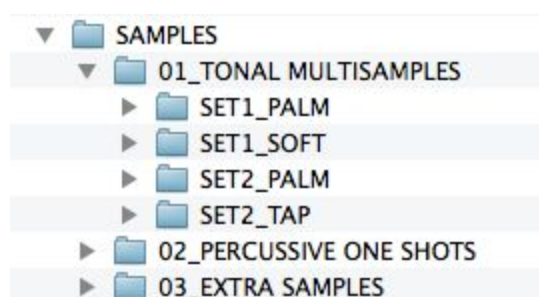 SAMPLES
01_TONAL MULTISAMPLES
SET1_PALM
SET1_SOFT
SET2_PALM
SET2_TAP
02_PERCUSSIVE ONE SHOTS
03_EXTRA SAMPLES